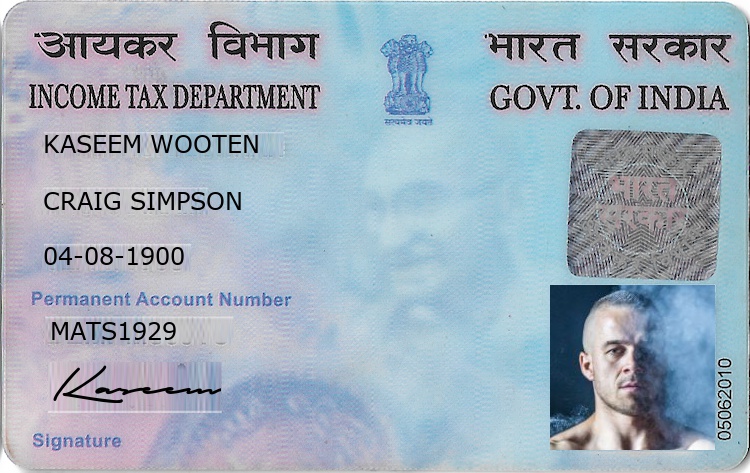 आयकर विभाग
भारत सरकार
INCOME TAX DEPARTMENT
GOVT. OF INDIA
सत्यमेव जयते
KASEEM WOOTEN
CRAIG SIMPSON
भारत
सरकार
04-08-1900
Permanent Account Number
MATS1929
Kaseem
Signature
05062010